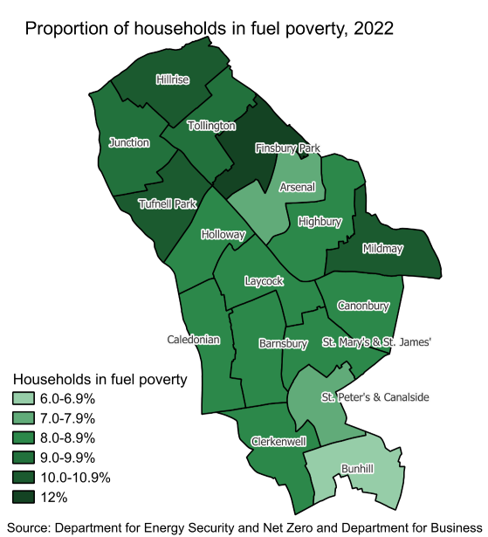 Proportion of households in fuel poverty, 2022
Hillrise
Tollington
Junction
Finsbury Park
Arsenal
Tufnell Park
Highbury
Holloway
Mildmay
Laycock
Canonbury
Caledonian
Barnsbury
St. Mary's & St. James'
Households in fuel poverty
6.0-6.9%
7.0-7.9%
8.0-8.9%
9.0-9.9%
10.0-10.9%
12%
St. Peter's & Canalside
Clerkenwell
Bunhill
Source: Department for Energy Security and Net Zero and Department for Business